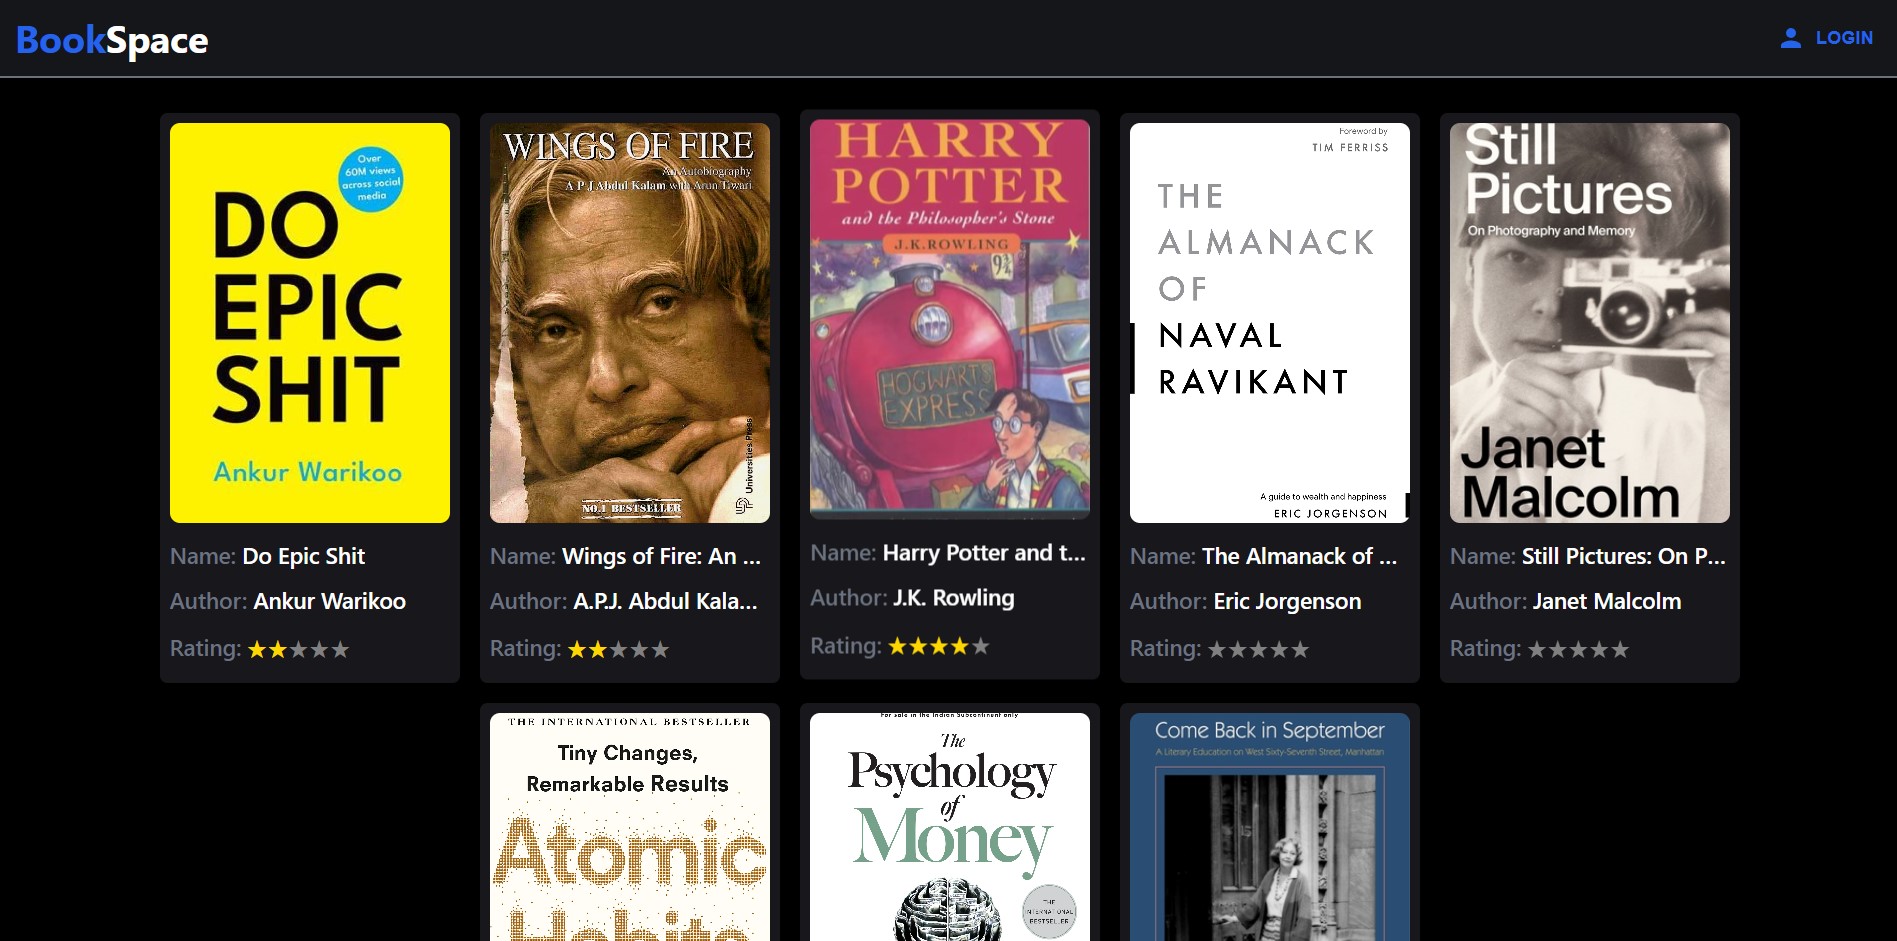 BookSpace
LOGIN
Over
60M views
across social
media
DO
EPIC
SHIT
Ankur Warikoo
Name: Do Epic Shit
Author: Ankur Warikoo
Rating: ★★★★★
WINGS OF FIRE
An Autobiography
A P J Abdul Kalam with Arun Tiwari
Universities Press
NO.1 BESTSELLER
Name: Wings of Fire: An ...
Author: A.P.J. Abdul Kala...
Rating: ★★★★★
HARRY
POTTER
and the Philosopher's Stone
J.K.ROWLING
9¾
HOGWARTS
EXPRESS
Name: Harry Potter and t...
Author: J.K. Rowling
Rating: ★★★★★
Foreword by
TIM FERRISS
THE
ALMANACK
OF
NAVAL
RAVIKANT
A guide to wealth and happiness
ERIC JORGENSON
Name: The Almanack of ...
Author: Eric Jorgenson
Rating: ★★★★★
Still
Pictures
On Photography and Memory
Janet
Malcolm
Name: Still Pictures: On P...
Author: Janet Malcolm
Rating: ★★★★★
THE INTERNATIONAL BESTSELLER
Tiny Changes,
Remarkable Results
Atomic
Habits
For sale in the Indian Subcontinent only
The
Psychology
of
Money
THE
INTERNATIONAL
BESTSELLER
Come Back in September
A Literary Education on West Sixty-Seventh Street, Manhattan